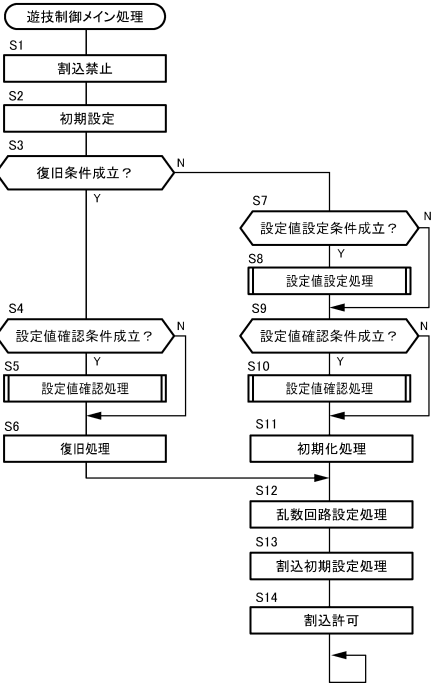 遊技制御メイン処理
S1
割込禁止
S2
初期設定
S3
復旧条件成立？
N
Y
S7
設定値設定条件成立？
N
Y
S8
設定値設定処理
S4
設定値確認条件成立？
N
Y
S5
設定値確認処理
S9
設定値確認条件成立？
N
Y
S10
設定値確認処理
S6
復旧処理
S11
初期化処理
S12
乱数回路設定処理
S13
割込初期設定処理
S14
割込許可